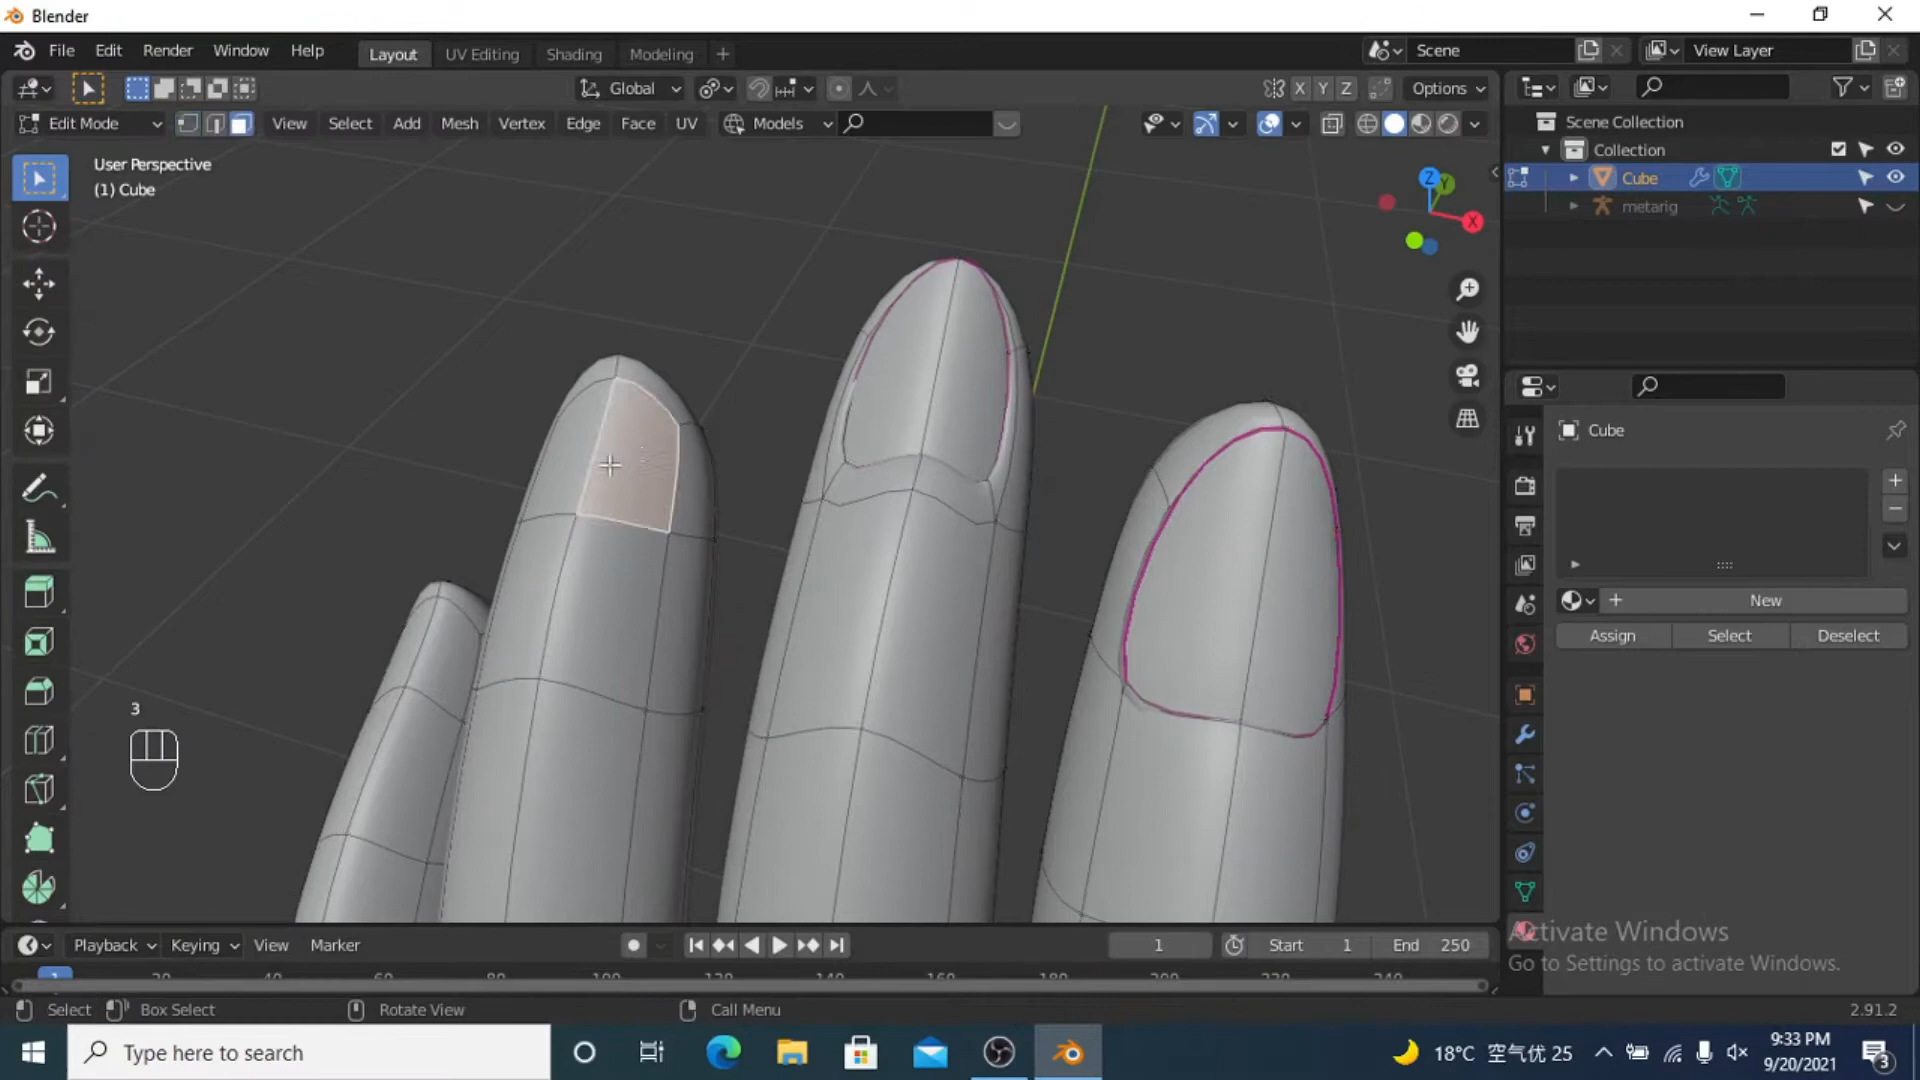 Blender
File Edit Render Window Help Layout UV Editing Shading Modeling + Scene View Layer
Global X Y Z Options
Edit Mode View Select Add Mesh Vertex Edge Face UV Models
User Perspective
(1) Cube
Z Y X
3
Scene Collection
Collection
Cube
metarig
Cube
New
Assign Select Deselect
Playback Keying View Marker 1 Start 1 End 250
1
Activate Windows
Go to Settings to activate Windows.
Select Box Select Rotate View Call Menu 2.91.2
Type here to search
18°C 空气优 25
9:33 PM
9/20/2021
3